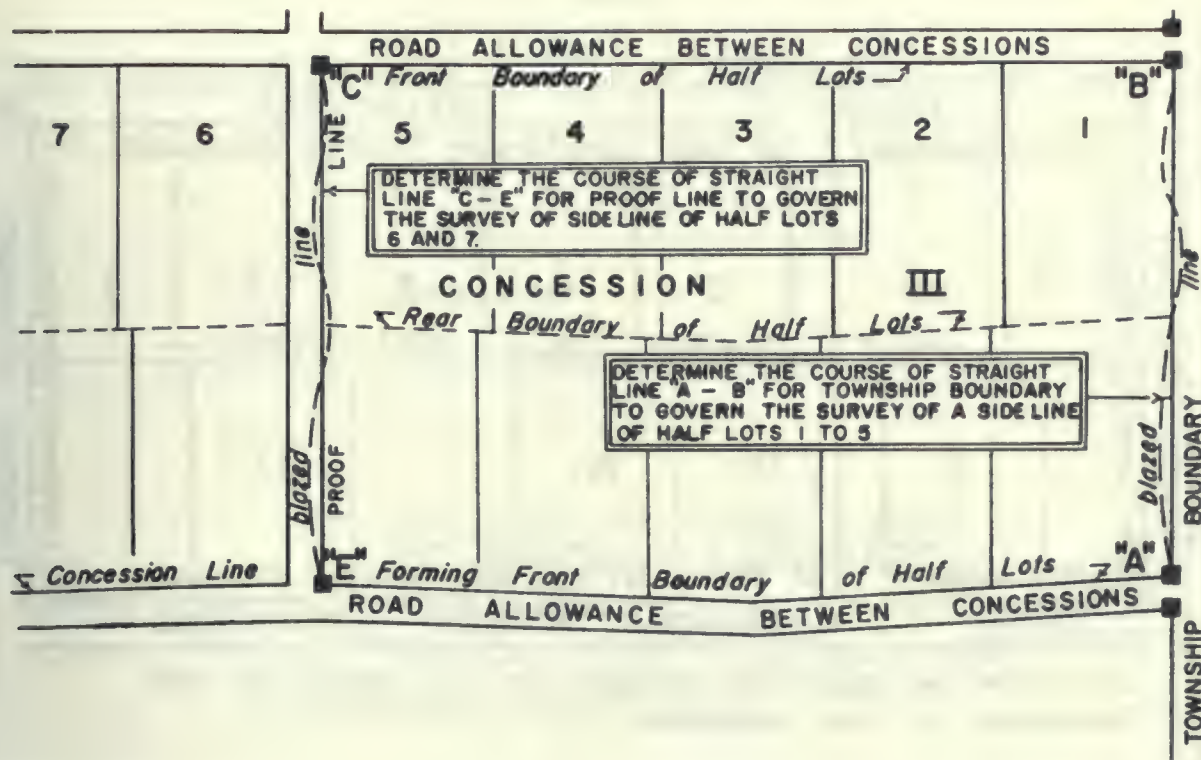 ROAD ALLOWANCE BETWEEN CONCESSIONS
"C" Front Boundary of Half Lots "B"
7 6 5 4 3 2 1
LINE
DETERMINE THE COURSE OF STRAIGHT
LINE "C - E" FOR PROOF LINE TO GOVERN
THE SURVEY OF SIDE LINE OF HALF LOTS
6 AND 7.
line
line
CONCESSION III
Rear Boundary of Half Lots
DETERMINE THE COURSE OF STRAIGHT
LINE "A - B" FOR TOWNSHIP BOUNDARY
TO GOVERN THE SURVEY OF A SIDE LINE
OF HALF LOTS 1 TO 5
blazed
PROOF
blazed
BOUNDARY
Concession Line "E" Forming Front Boundary of Half Lots "A"
ROAD ALLOWANCE BETWEEN CONCESSIONS
TOWNSHIP